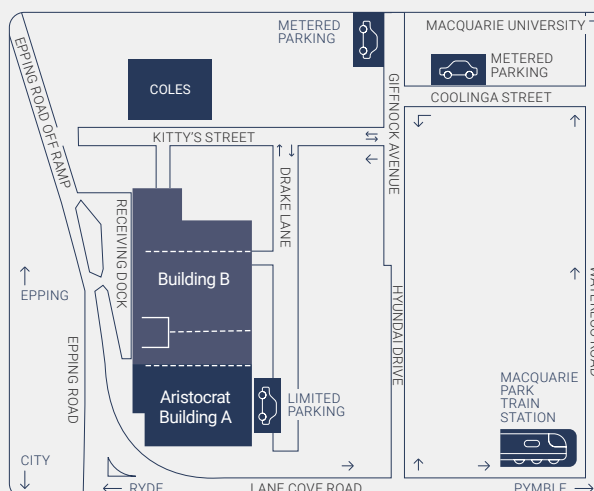 METERED
PARKING
MACQUARIE UNIVERSITY
METERED
PARKING
COLES
COOLINGA STREET
EPPING ROAD OFF RAMP
KITTY'S STREET
GIFFNOCK AVENUE
DRAKE LANE
RECEIVING DOCK
Building B
EPPING
HYUNDAI DRIVE
EPPING ROAD
MACQUARIE
PARK
TRAIN
STATION
Aristocrat
Building A
LIMITED
PARKING
CITY
RYDE
LANE COVE ROAD
PYMBLE
ROAD